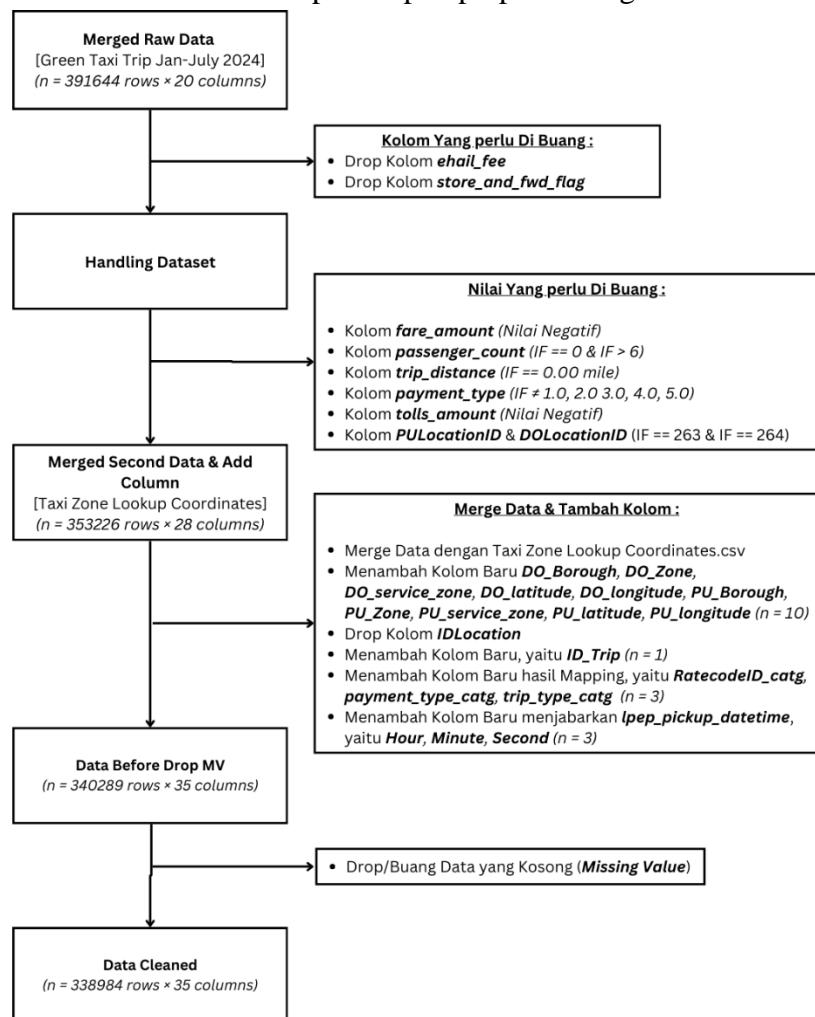 Merged Raw Data
[Green Taxi Trip Jan-July 2024]
(n = 391644 rows × 20 columns)
Kolom Yang perlu Di Buang :
• Drop Kolom ehail_fee
• Drop Kolom store_and_fwd_flag
Handling Dataset
Nilai Yang perlu Di Buang :
• Kolom fare_amount (Nilai Negatif)
• Kolom passenger_count (IF == 0 & IF > 6)
• Kolom trip_distance (IF == 0.00 mile)
• Kolom payment_type (IF ≠ 1.0, 2.0 3.0, 4.0, 5.0)
• Kolom tolls_amount (Nilai Negatif)
• Kolom PULocationID & DOLocationID (IF == 263 & IF == 264)
Merged Second Data & Add
Column
[Taxi Zone Lookup Coordinates]
(n = 353226 rows × 28 columns)
Merge Data & Tambah Kolom :
• Merge Data dengan Taxi Zone Lookup Coordinates.csv
• Menambah Kolom Baru DO_Borough, DO_Zone,
DO_service_zone, DO_latitude, DO_longitude, PU_Borough,
PU_Zone, PU_service_zone, PU_latitude, PU_longitude (n = 10)
• Drop Kolom IDLocation
• Menambah Kolom Baru, yaitu ID_Trip (n = 1)
• Menambah Kolom Baru hasil Mapping, yaitu RatecodeID_catg,
payment_type_catg, trip_type_catg (n = 3)
• Menambah Kolom Baru menjabarkan lpep_pickup_datetime,
yaitu Hour, Minute, Second (n = 3)
Data Before Drop MV
(n = 340289 rows × 35 columns)
• Drop/Buang Data yang Kosong (Missing Value)
Data Cleaned
(n = 338984 rows × 35 columns)